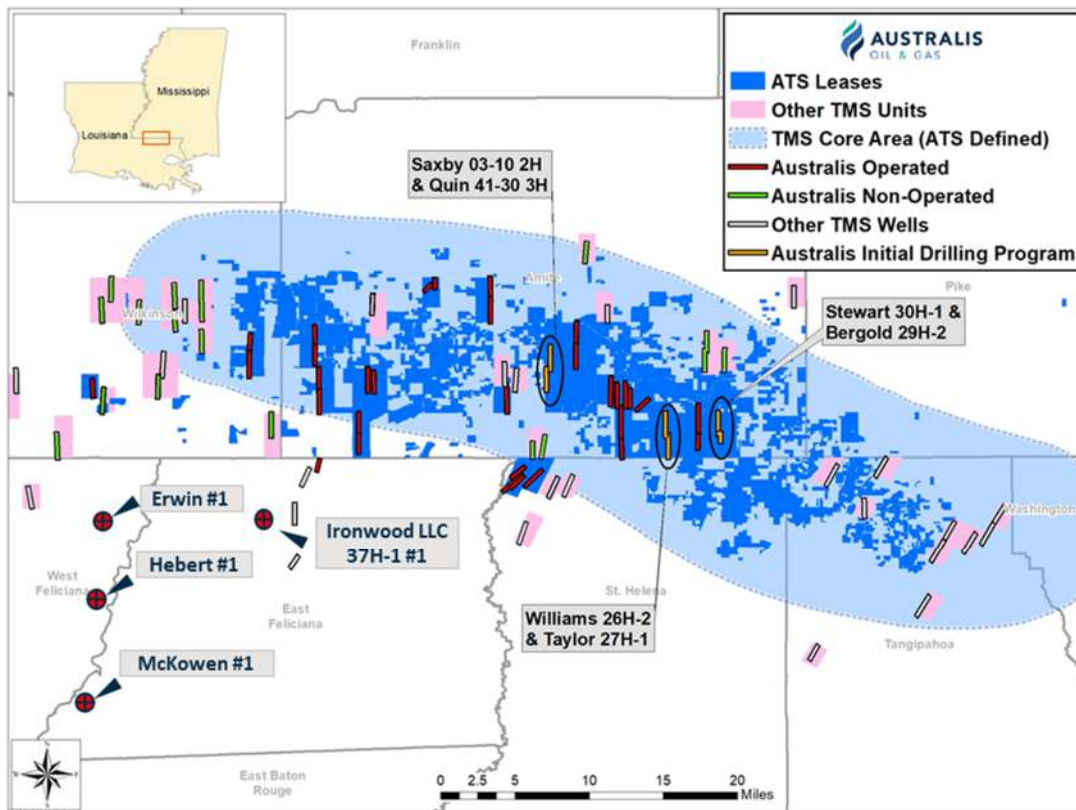 Franklin
Mississippi
Louisiana
AUSTRALIS
OIL & GAS
ATS Leases
Other TMS Units
TMS Core Area (ATS Defined)
Australis Operated
Australis Non-Operated
Other TMS Wells
Australis Initial Drilling Program
Saxby 03-10 2H
& Quin 41-30 3H
Amite
Pike
Wilkinson
Stewart 30H-1 &
Bergold 29H-2
Erwin #1
Ironwood LLC
37H-1 #1
Washington
Hebert #1
West
Feliciana
East
Feliciana
St. Helena
Williams 26H-2
& Taylor 27H-1
Tangipahoa
McKowen #1
East Baton
Rouge
0 2.5 5 10 15 20
Miles